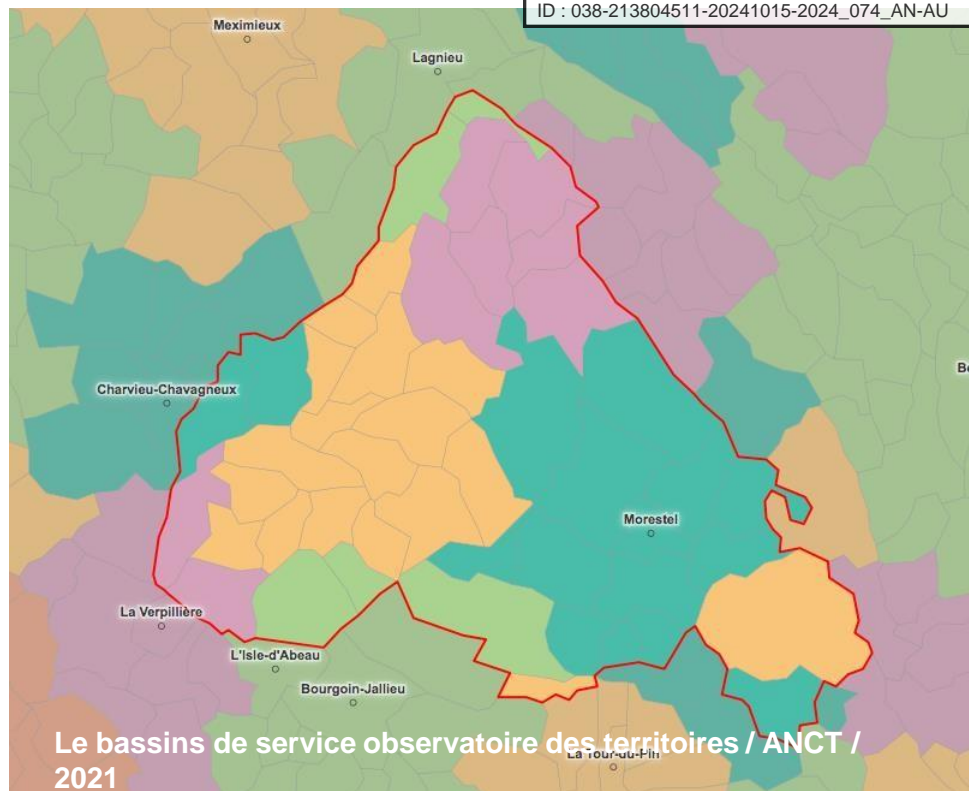 ID : 038-213804511-20241015-2024_074_AN-AU
Meximieux
Lagnieu
Be
Charvieu-Chavagneux
Morestel
La Verpillière
L'Isle-d'Abeau
Bourgoin-Jallieu
Le bassins de service observatoire des territoires / ANCT /
La Tour-du-Pin
2021